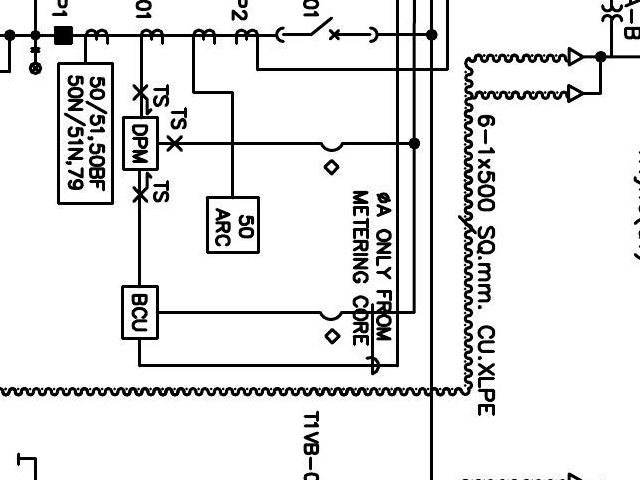 P1
01
P2
01
A-B
50/51,50BF
50N/51N,79
TS
TS
DPM
TS
50
ARC
BCU
ØA ONLY FROM
METERING CORE
6-1x500 SQ.mm. CU.XLPE